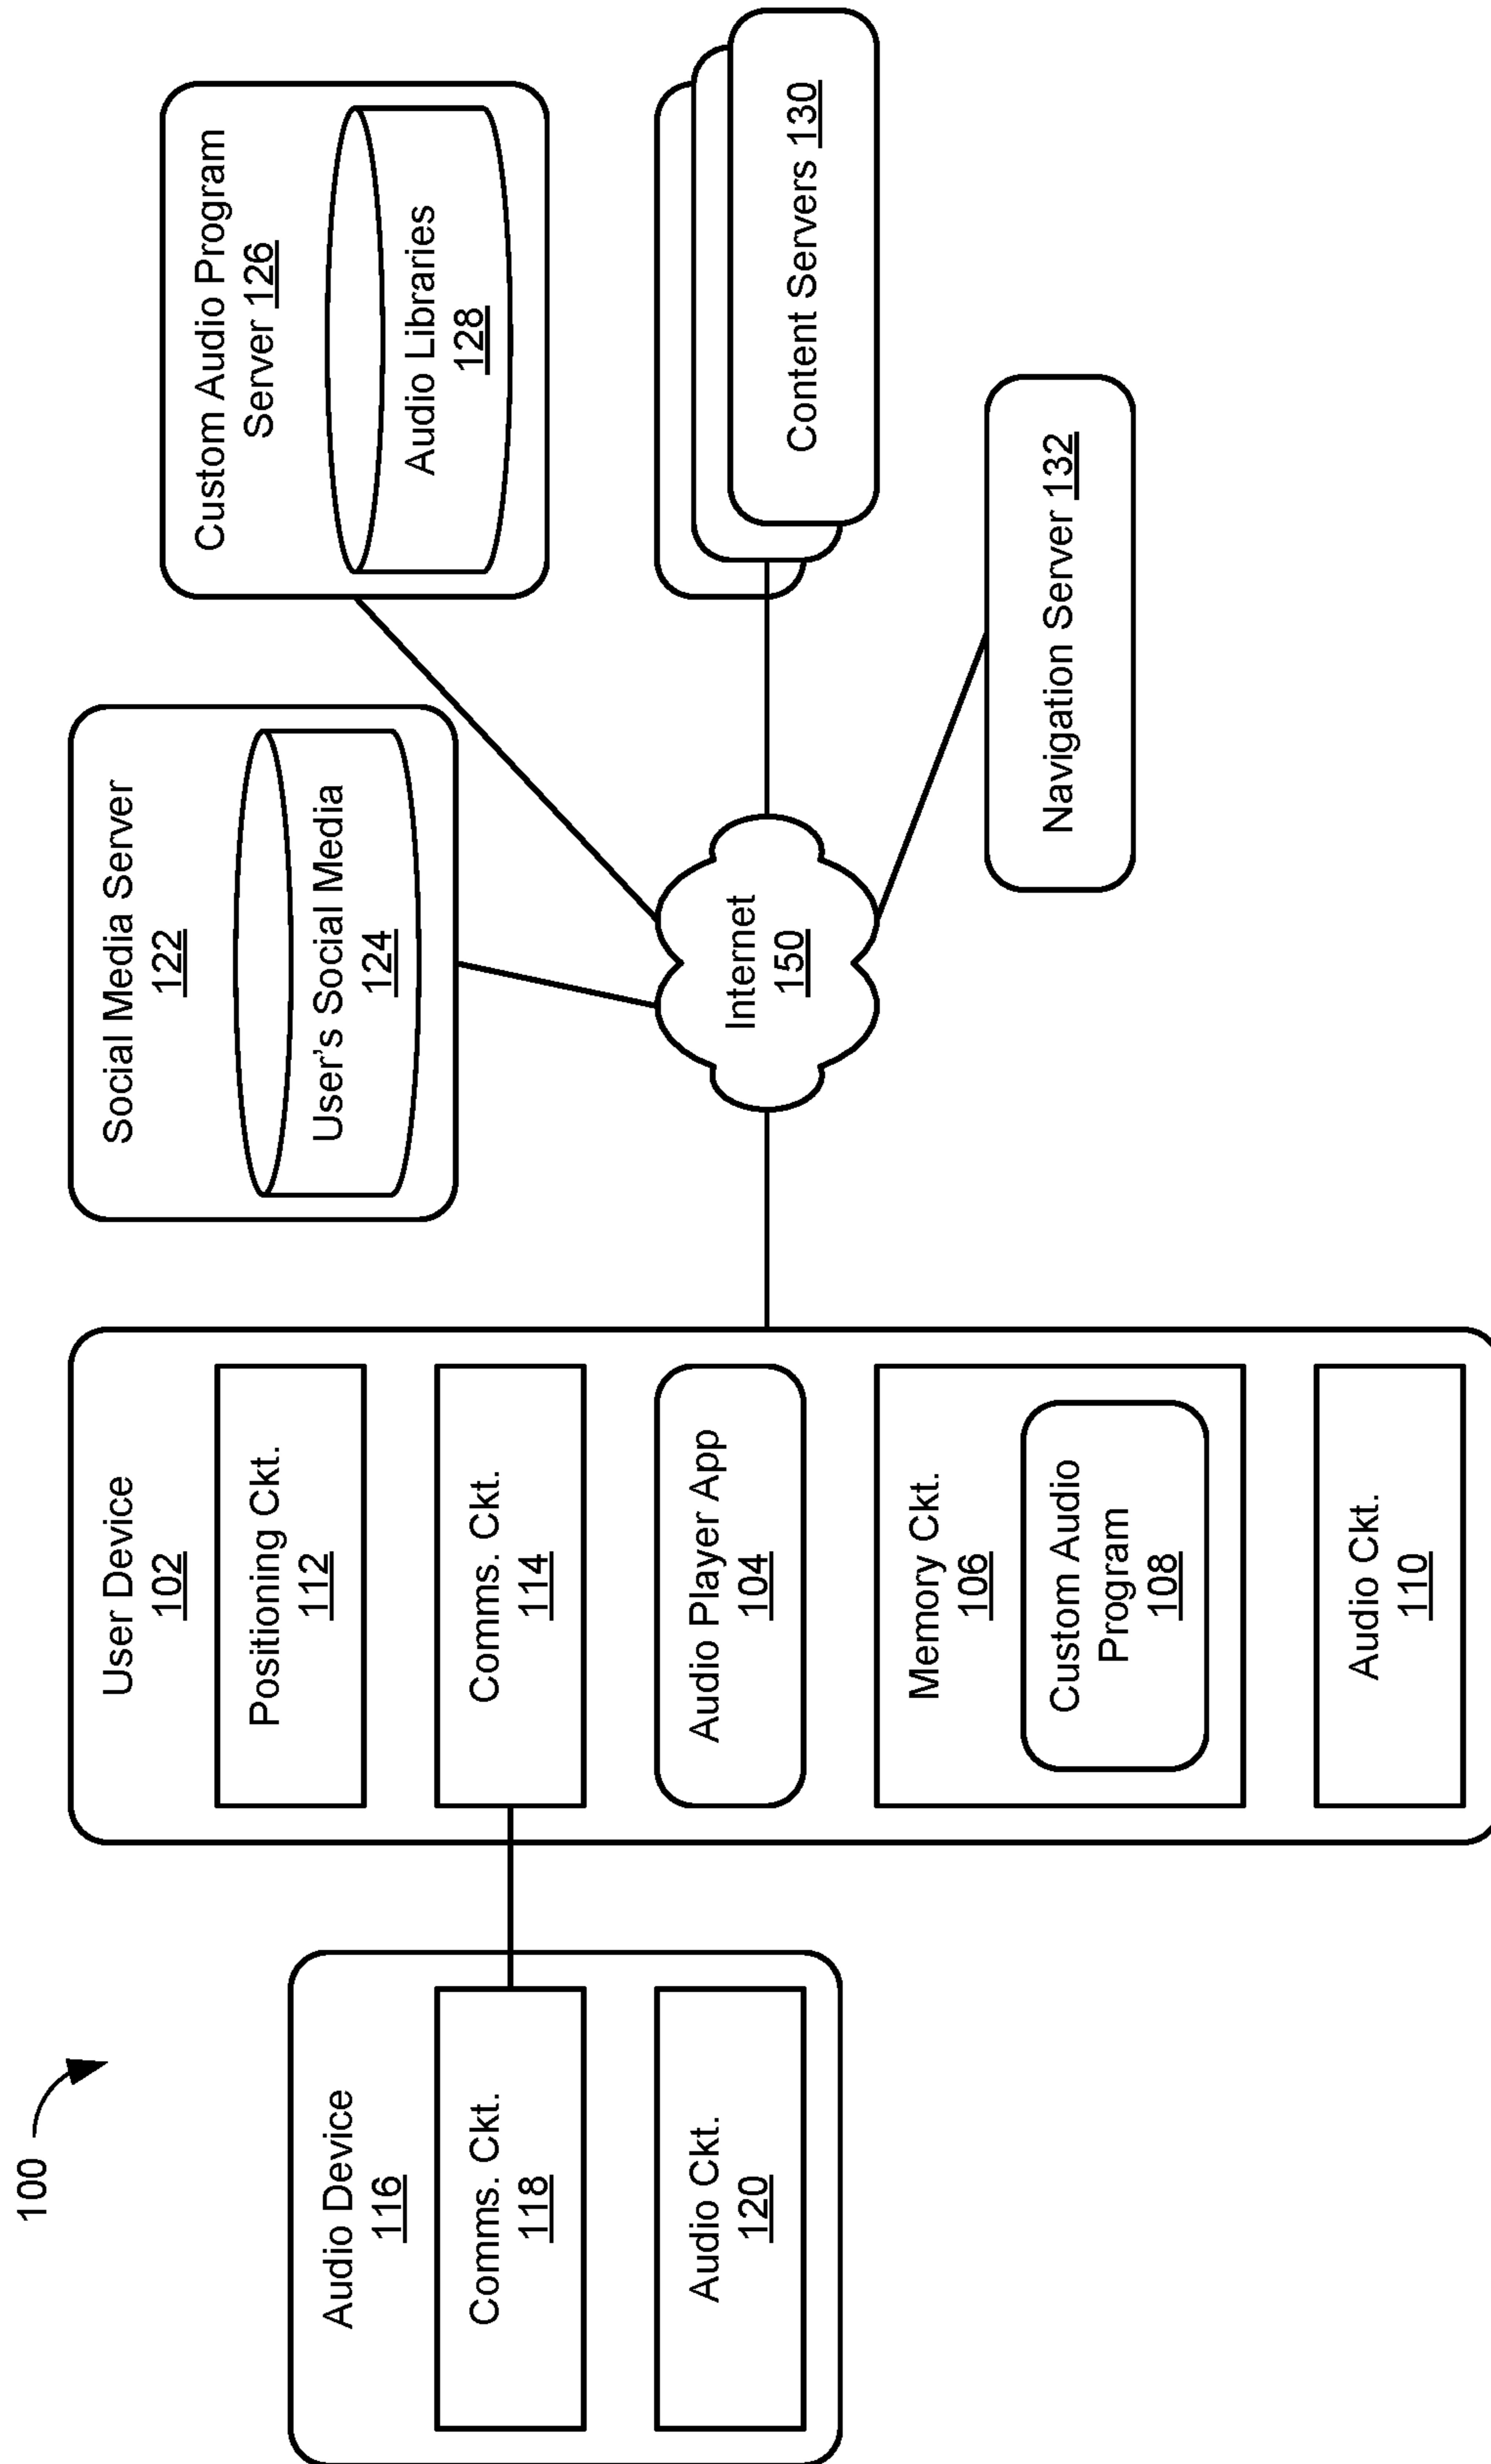 100
Audio Device
116
Comms. Ckt.
118
Audio Ckt.
120
User Device
102
Positioning Ckt.
112
Comms. Ckt.
114
Audio Player App
104
Memory Ckt.
106
Custom Audio
Program
108
Audio Ckt.
110
Social Media Server
122
User's Social Media
124
Internet
150
Custom Audio Program
Server 126
Audio Libraries
128
Content Servers 130
Navigation Server 132